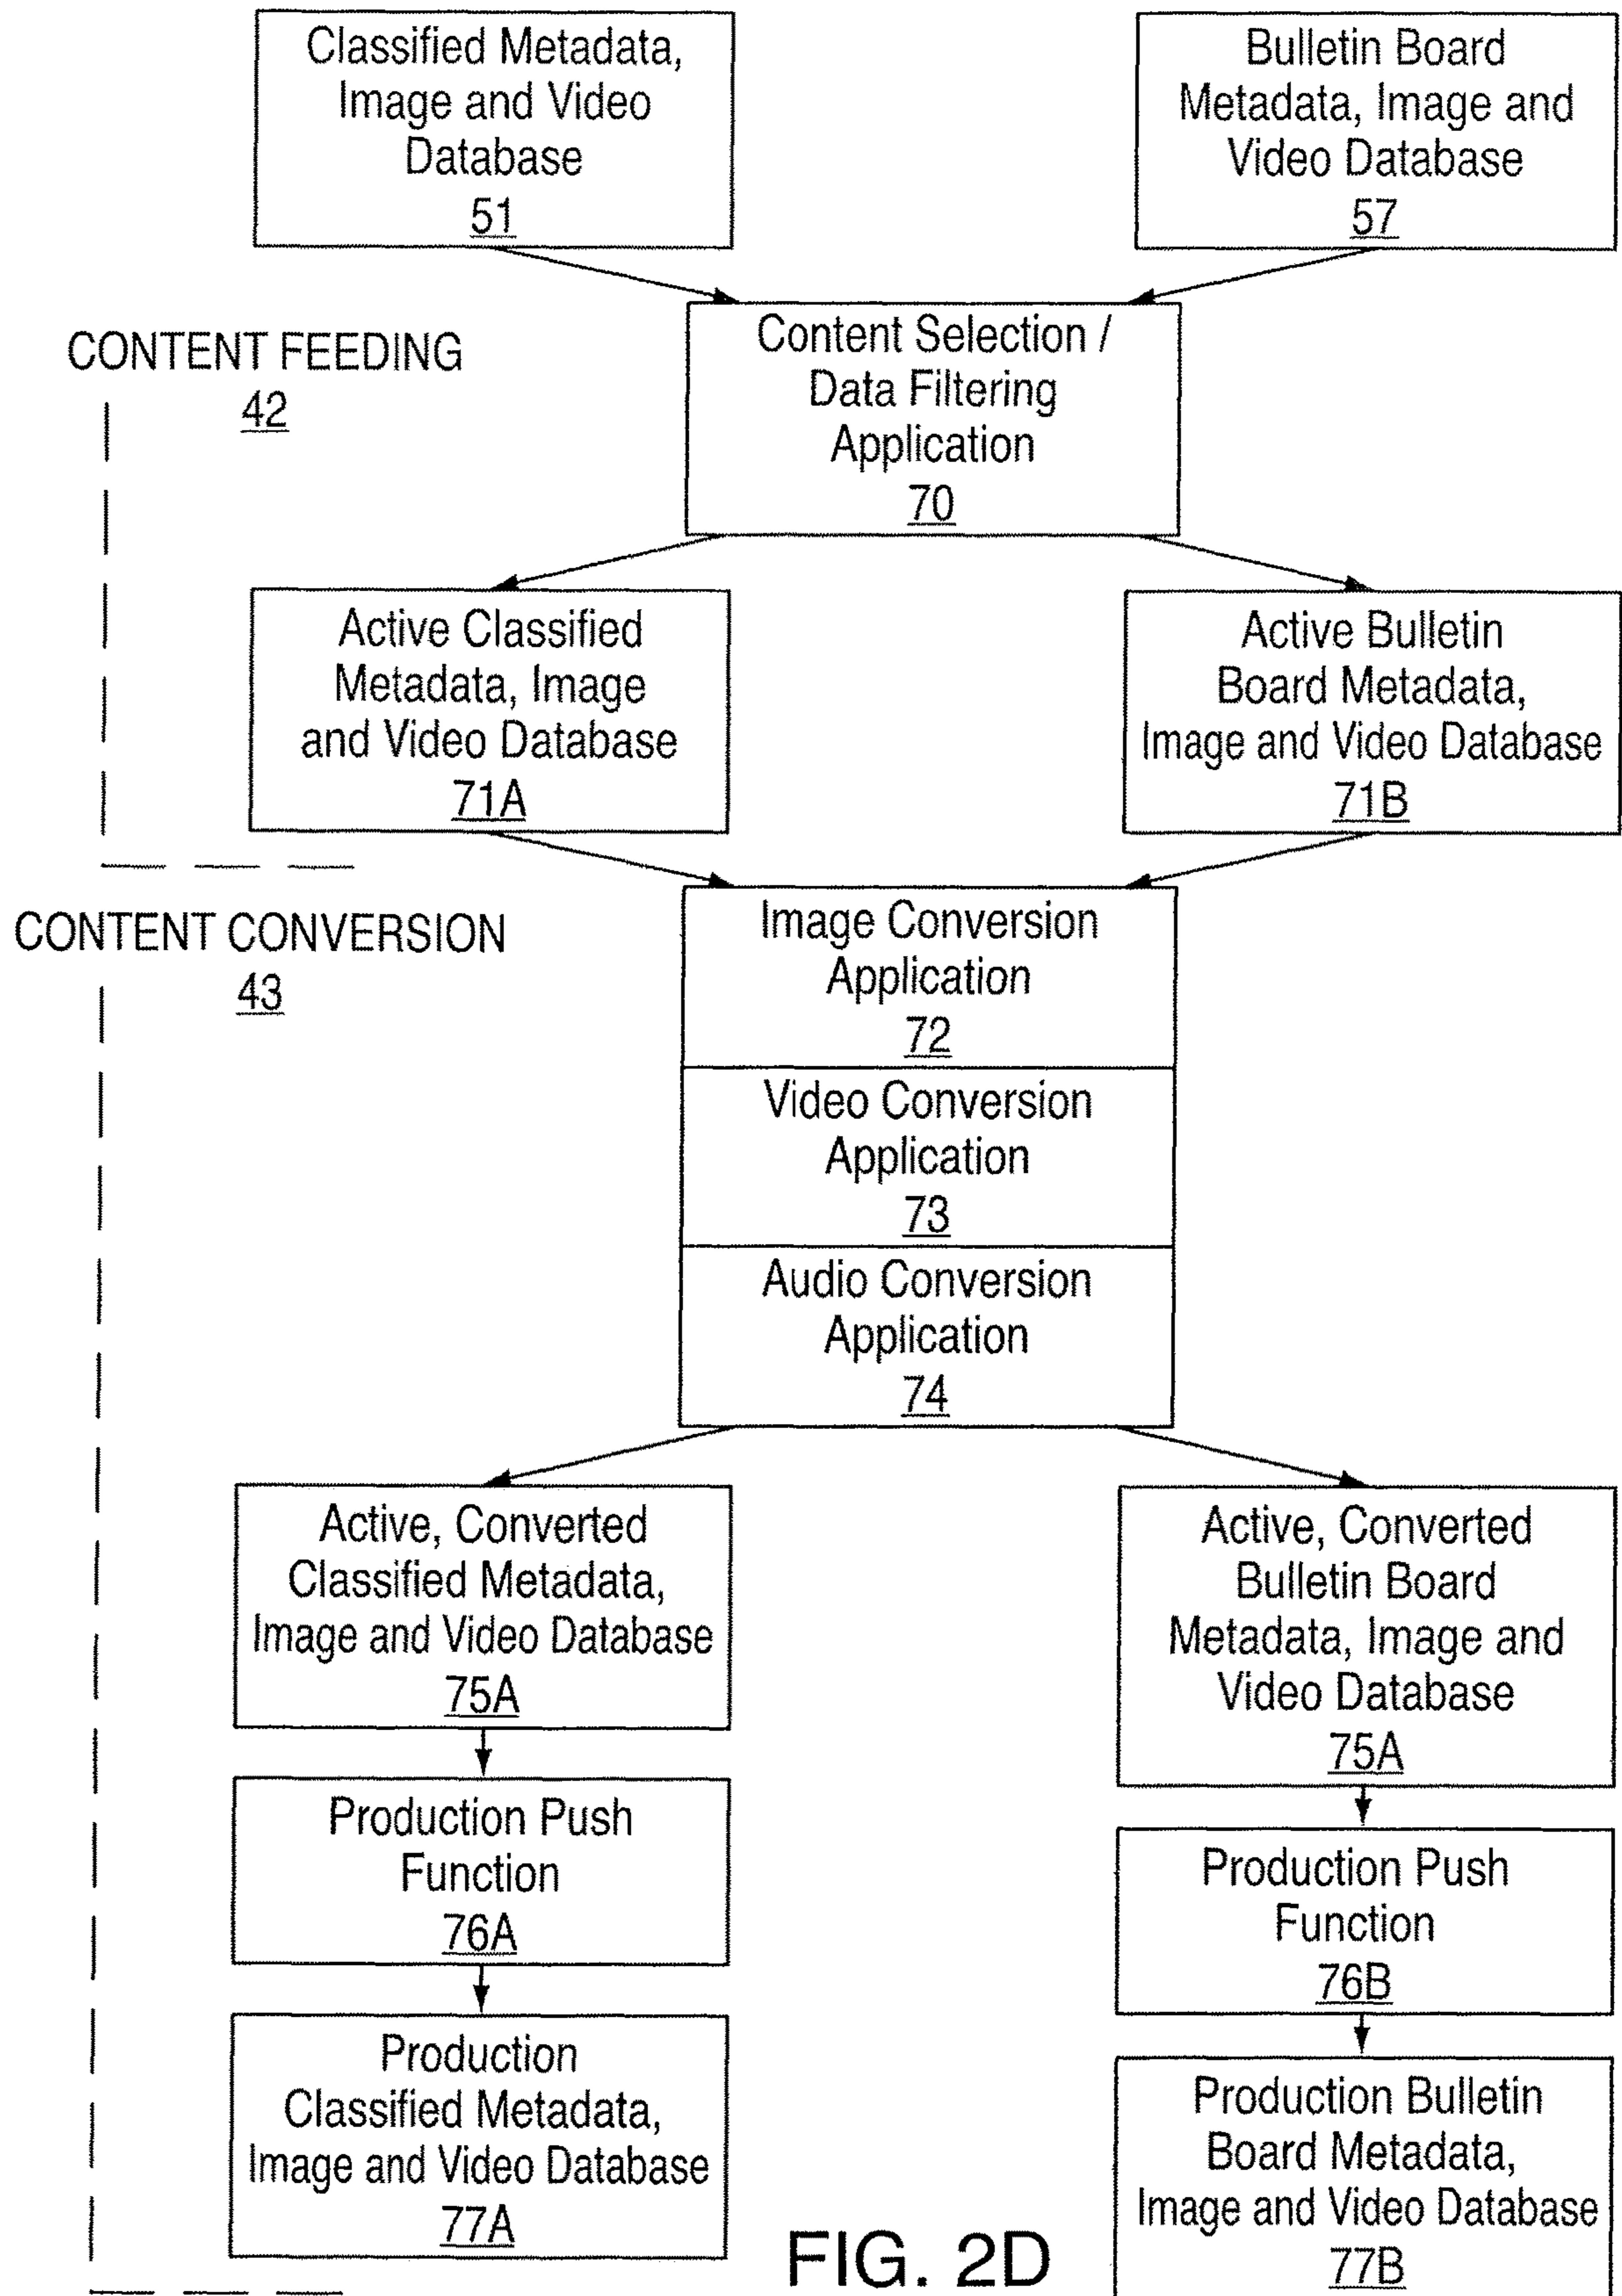 Classified Metadata,
Image and Video
Database
51
Bulletin Board
Metadata, Image and
Video Database
57
CONTENT FEEDING
42
Content Selection /
Data Filtering
Application
70
Active Classified
Metadata, Image
and Video Database
71A
Active Bulletin
Board Metadata,
Image and Video Database
71B
CONTENT CONVERSION
43
Image Conversion
Application
72
Video Conversion
Application
73
Audio Conversion
Application
74
Active, Converted
Classified Metadata,
Image and Video Database
75A
Active, Converted
Bulletin Board
Metadata, Image and
Video Database
75A
Production Push
Function
76A
Production Push
Function
76B
Production
Classified Metadata,
Image and Video Database
77A
Production Bulletin
Board Metadata,
Image and Video Database
77B
FIG. 2D